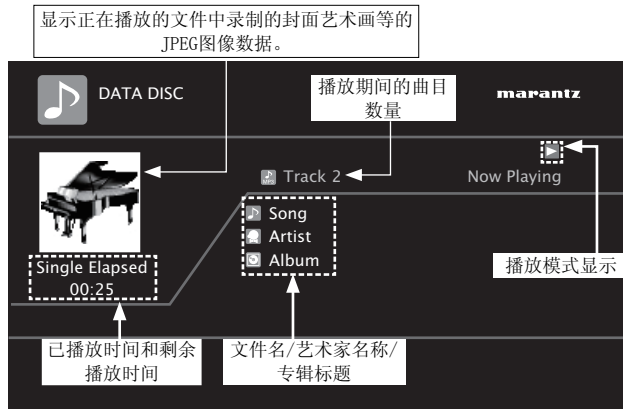 显示正在播放的文件中录制的封面艺术画等的
JPEG图像数据。
DATA DISC
播放期间的曲目
数量
marantz
MP3
Track 2
Now Playing
Song
Artist
Album
Single Elapsed
00:25
播放模式显示
已播放时间和剩余
播放时间
文件名/艺术家名称/
专辑标题